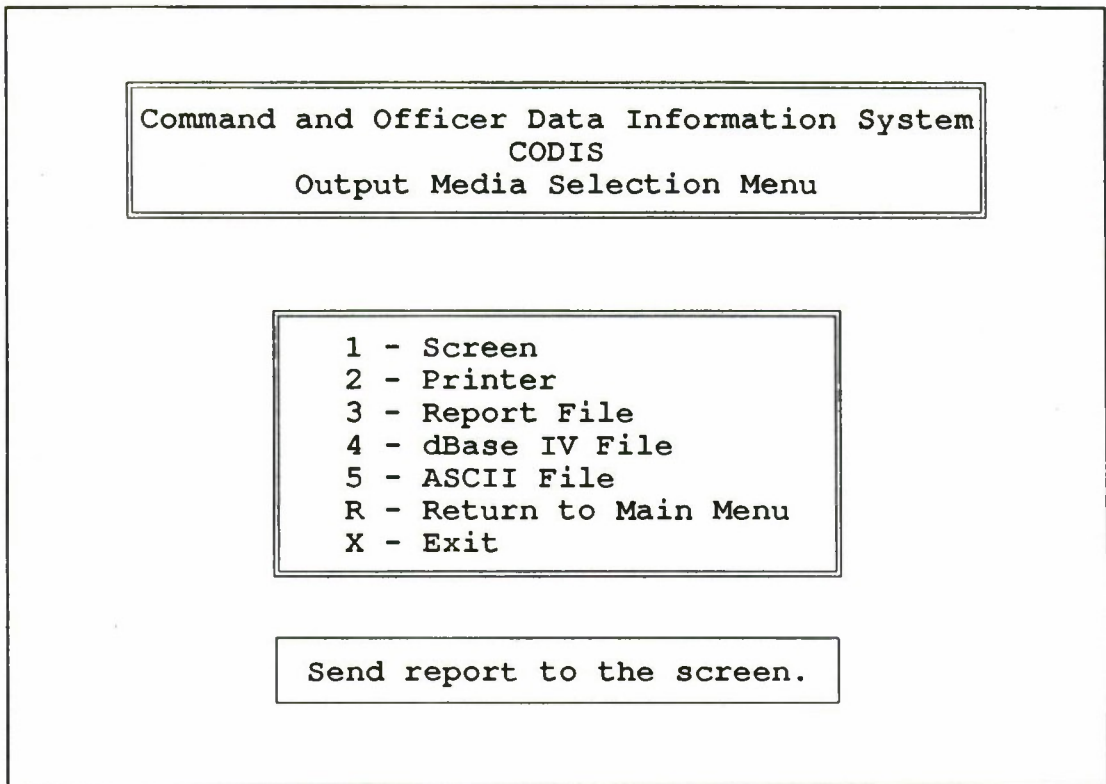 Command and Officer Data Information System
CODIS
Output Media Selection Menu
1 - Screen
2 - Printer
3 - Report File
4 - dBase IV File
5 - ASCII File
R - Return to Main Menu
X - Exit
Send report to the screen.